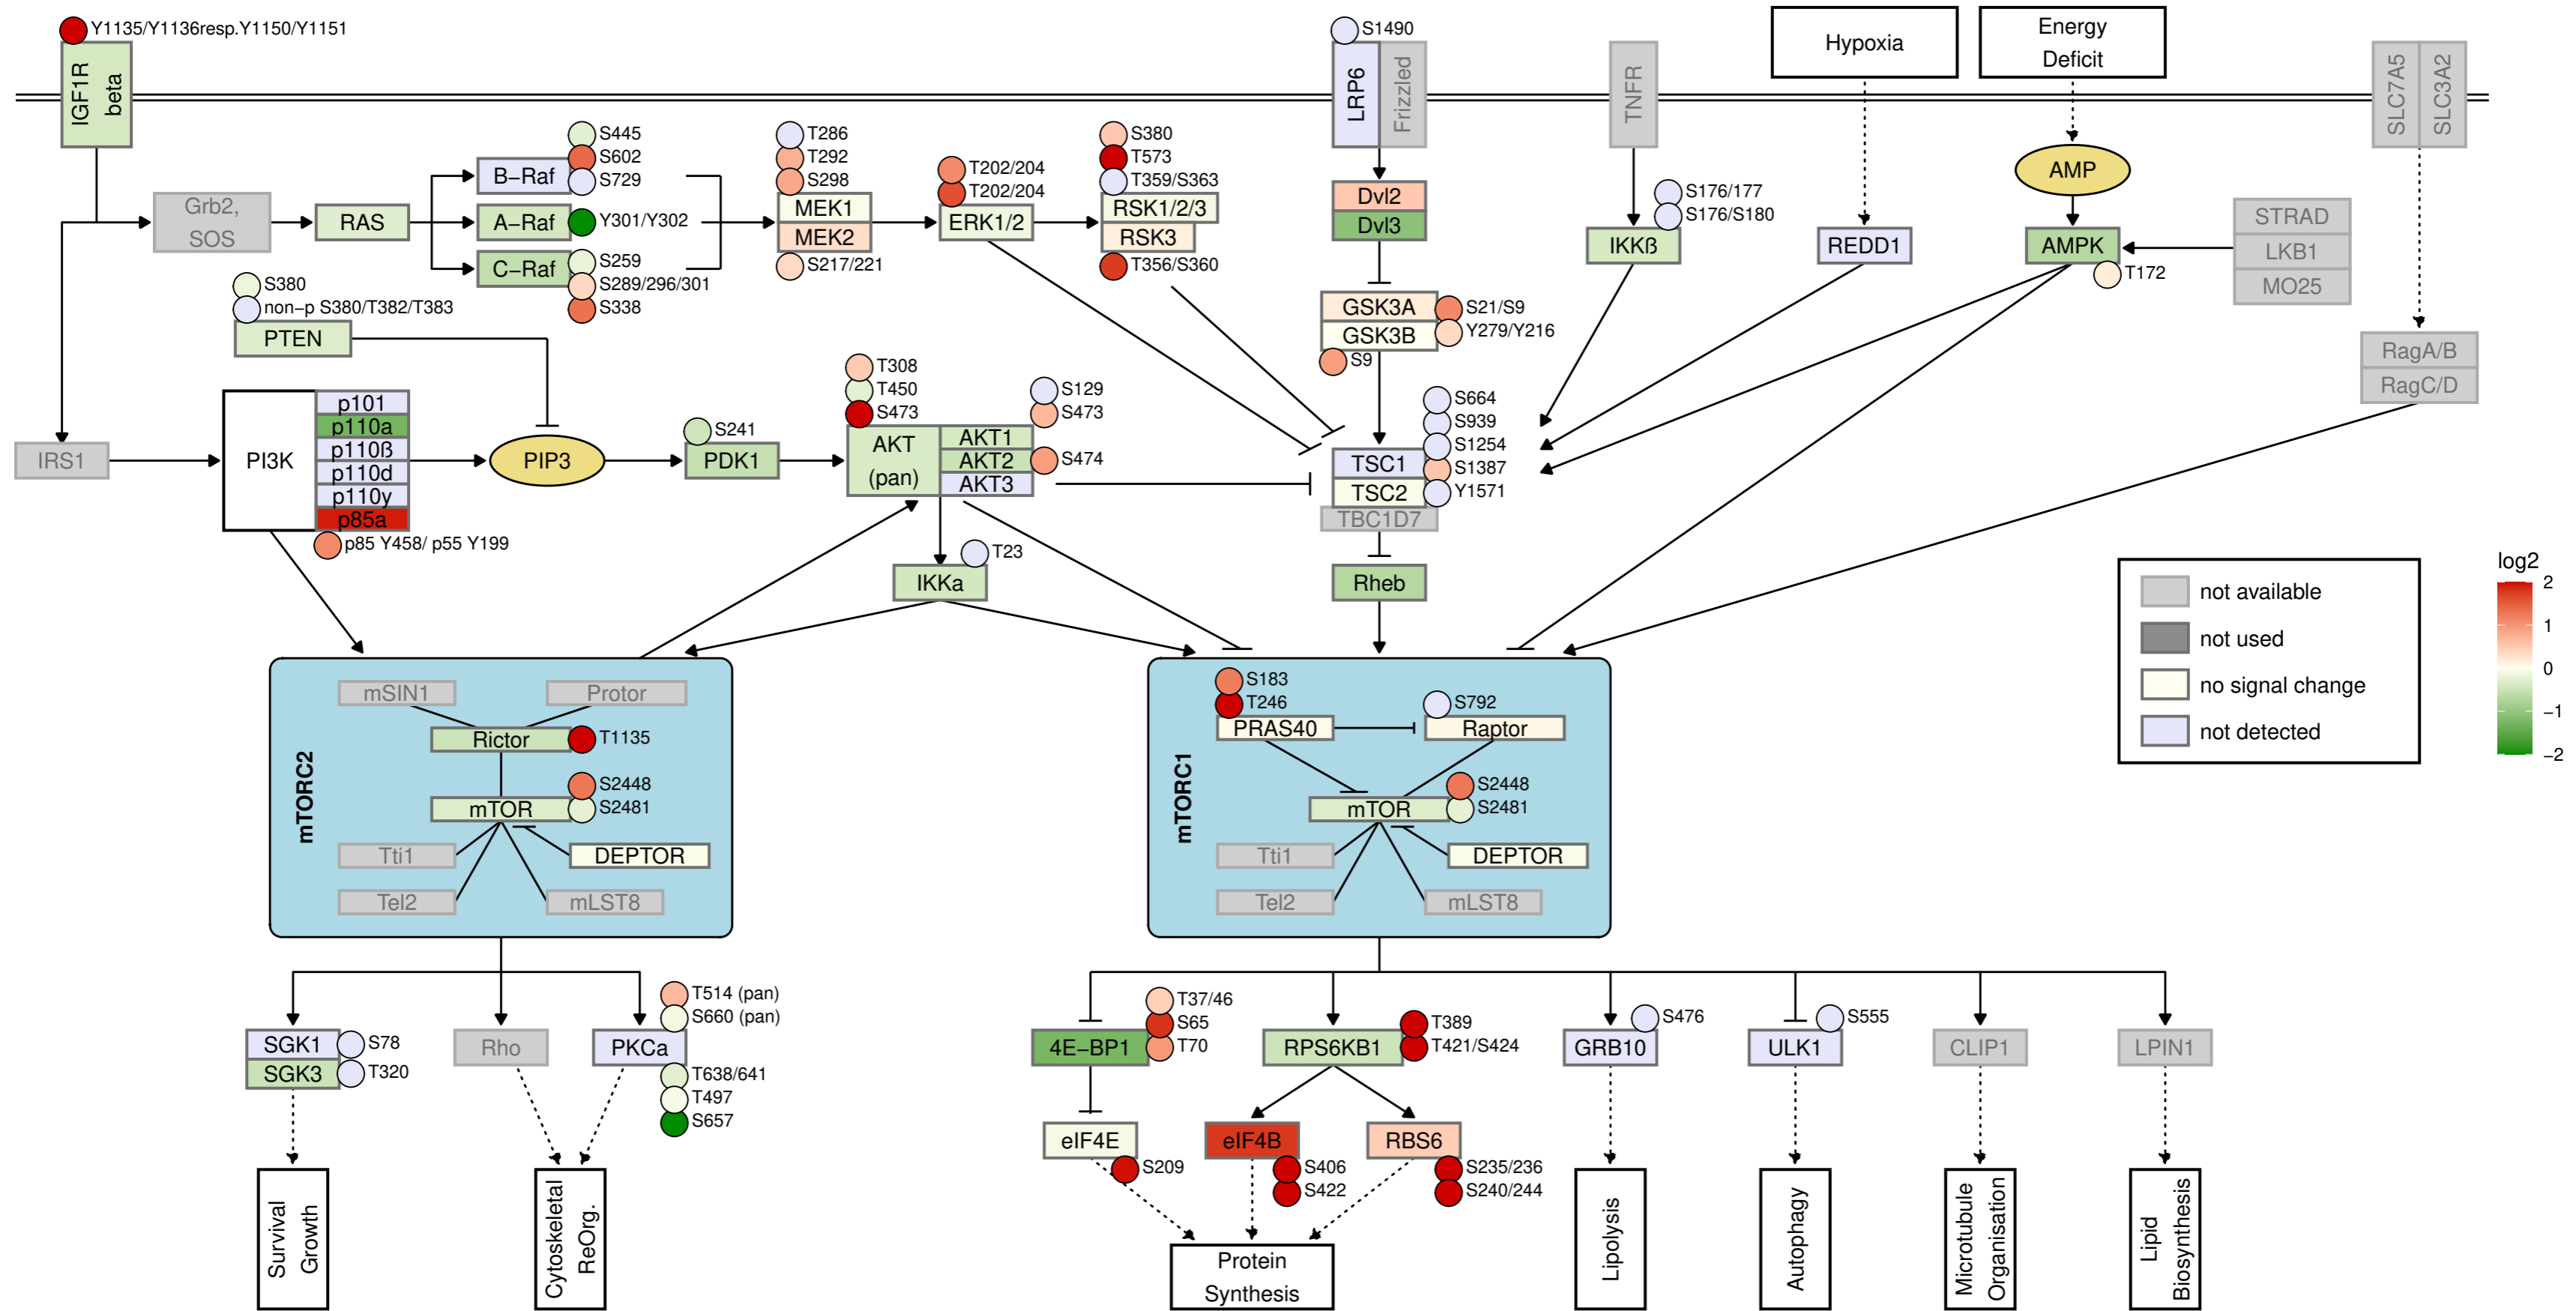 Y1135/Y1136resp.Y1150/Y1151
IGF1R
beta
S1490
LRP6
Frizzled
TNFR
Hypoxia
Energy
Deficit
SLC7A5
SLC3A2
S445
S602
S729
B−Raf
A−Raf
Y301/Y302
C−Raf
S259
S289/296/301
S338
Grb2,
SOS
RAS
T286
T292
S298
MEK1
MEK2
S217/221
T202/204
T202/204
ERK1/2
S380
T573
T359/S363
RSK1/2/3
RSK3
T356/S360
Dvl2
Dvl3
S176/177
S176/S180
IKKß
REDD1
AMP
AMPK
T172
STRAD
LKB1
MO25
S380
non−p S380/T382/T383
PTEN
GSK3A
GSK3B
S21/S9
Y279/Y216
S9
RagA/B
RagC/D
IRS1
PI3K
p101
p110a
p110ß
p110d
p110y
p85a
p85 Y458/ p55 Y199
PIP3
S241
PDK1
T308
T450
S473
AKT
(pan)
AKT1
AKT2
AKT3
S129
S473
S474
S664
S939
S1254
S1387
Y1571
TSC1
TSC2
TBC1D7
T23
IKKa
Rheb
not available
not used
no signal change
not detected
log2
2
1
0
−1
−2
mTORC2
mSIN1
Protor
Rictor
T1135
S2448
S2481
mTOR
Tti1
DEPTOR
Tel2
mLST8
mTORC1
S183
T246
PRAS40
S792
Raptor
S2448
S2481
mTOR
Tti1
DEPTOR
Tel2
mLST8
SGK1
SGK3
S78
T320
Rho
T514 (pan)
S660 (pan)
PKCa
T638/641
T497
S657
T37/46
S65
T70
4E−BP1
RPS6KB1
T389
T421/S424
GRB10
S476
ULK1
S555
CLIP1
LPIN1
eIF4E
S209
eIF4B
S406
S422
RBS6
S235/236
S240/244
Survival
Growth
Cytoskeletal
ReOrg.
Protein
Synthesis
Lipolysis
Autophagy
Microtubule
Organisation
Lipid
Biosynthesis